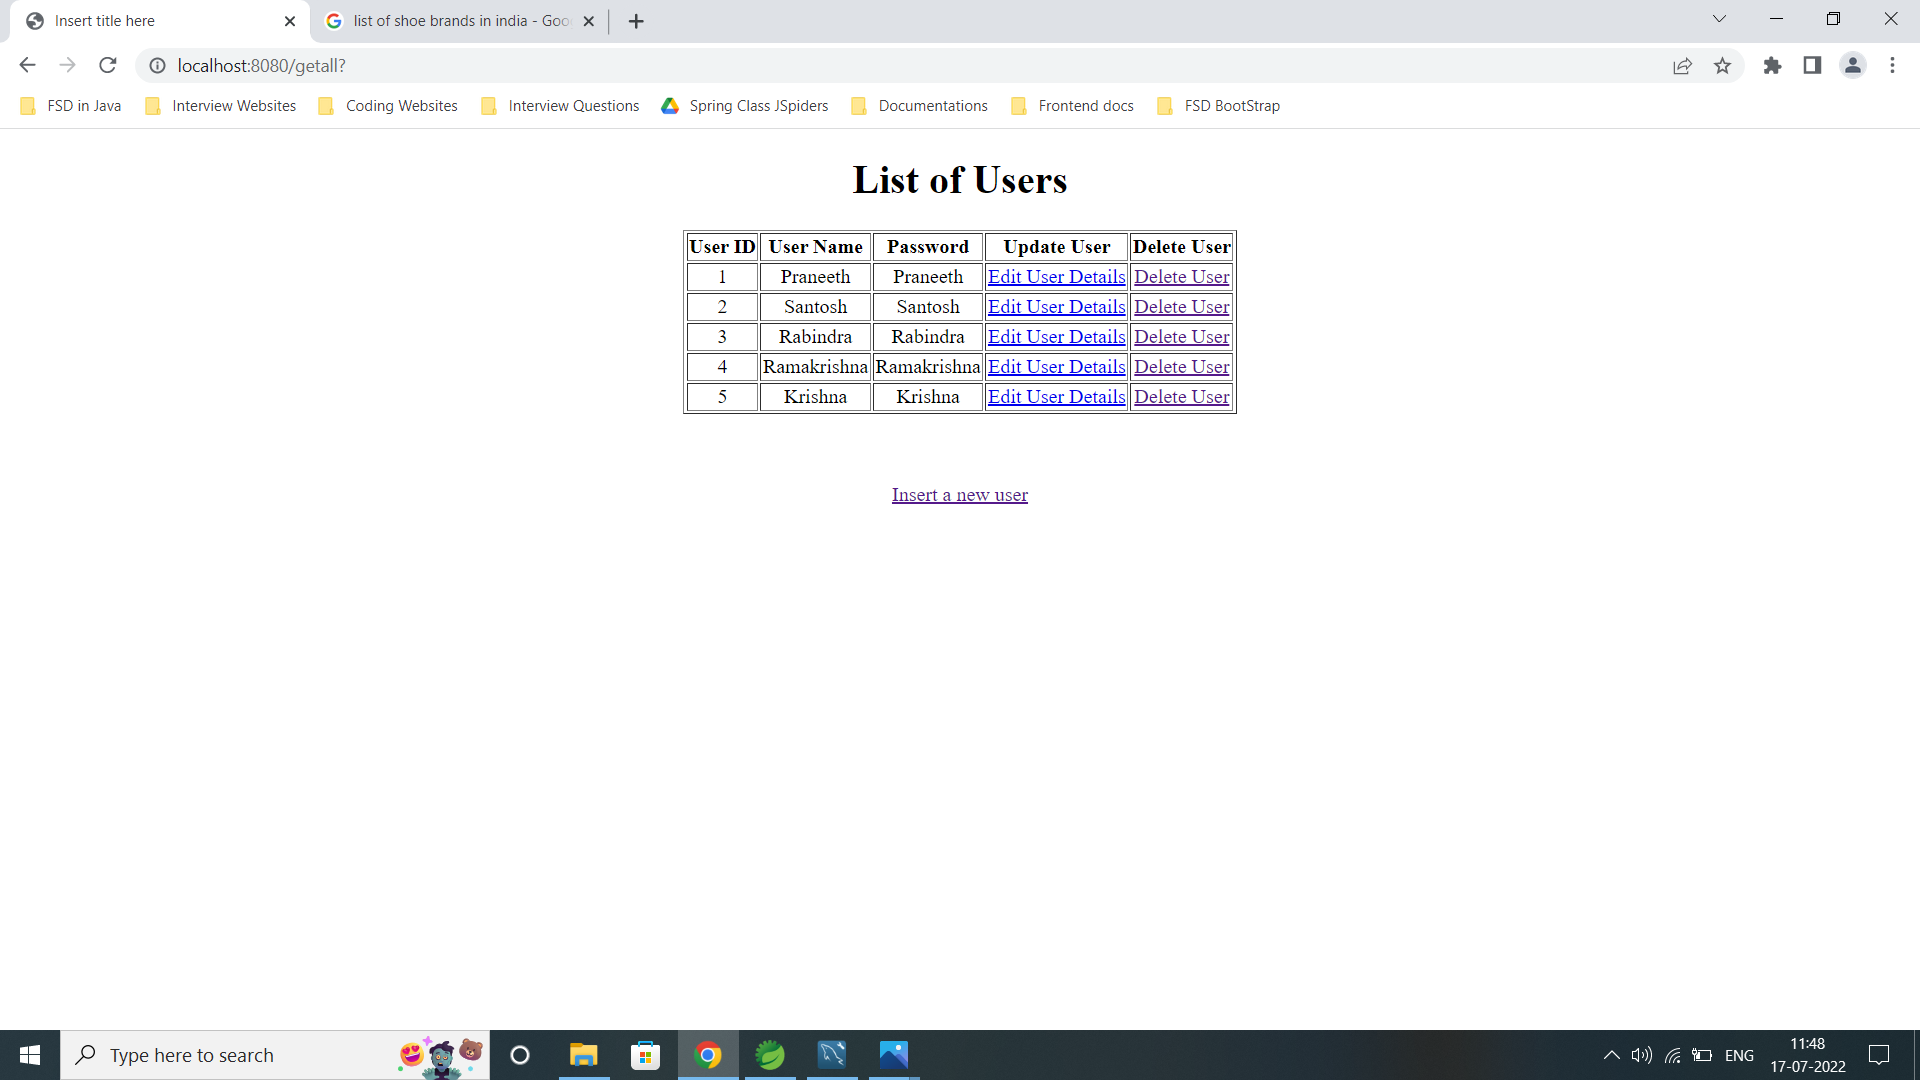 Insert title here
list of shoe brands in india - Goo
localhost:8080/getall?
FSD in Java Interview Websites Coding Websites Interview Questions Spring Class JSpiders Documentations Frontend docs FSD BootStrap
List of Users
User ID User Name Password Update User Delete User
1 Praneeth Praneeth Edit User Details Delete User
2 Santosh Santosh Edit User Details Delete User
3 Rabindra Rabindra Edit User Details Delete User
4 Ramakrishna Ramakrishna Edit User Details Delete User
5 Krishna Krishna Edit User Details Delete User
Insert a new user
Type here to search
ENG
11:48
17-07-2022